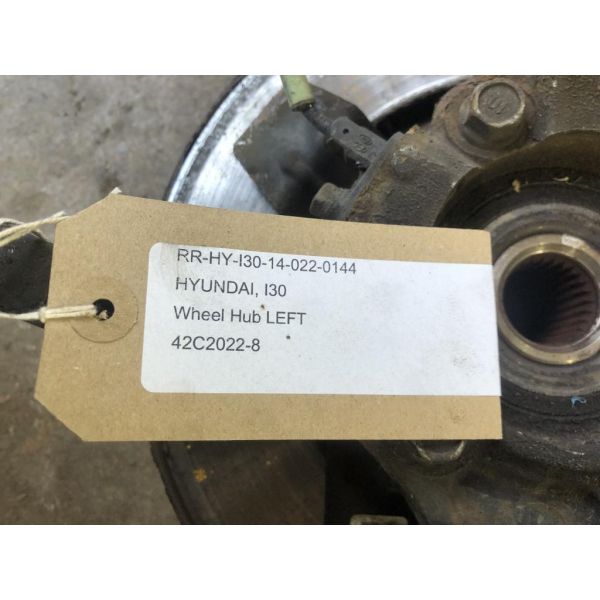 RR-HY-I30-14-022-0144
HYUNDAI, I30
Wheel Hub LEFT
42C2022-8